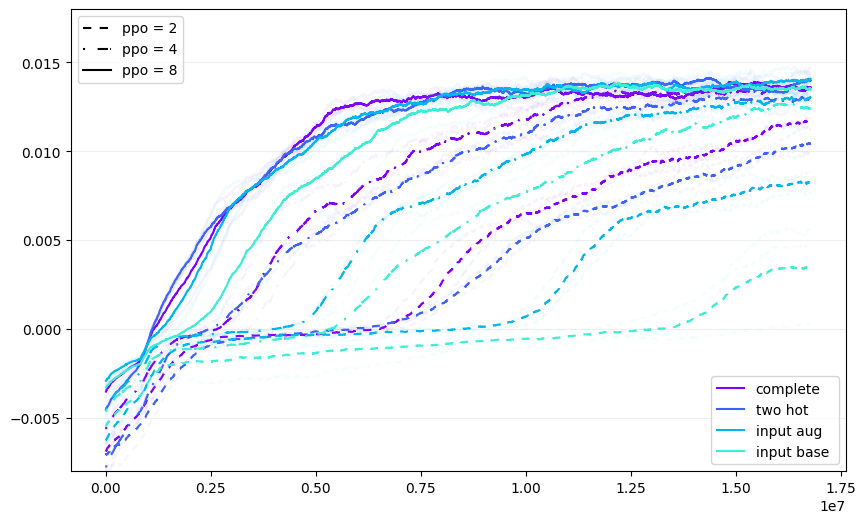 ppo = 2
ppo = 4
ppo = 8
0.015
0.010
0.005
0.000
−0.005
complete
two hot
input aug
input base
0.00 0.25 0.50 0.75 1.00 1.25 1.50 1.75
1e7